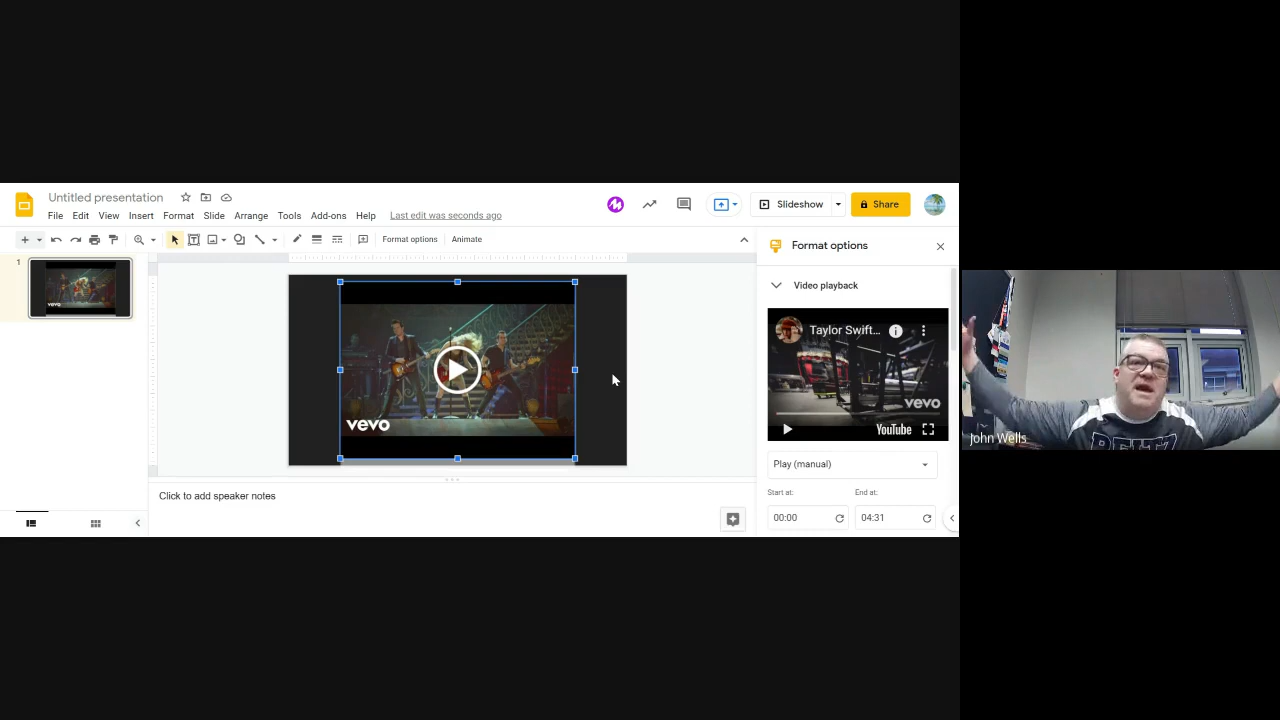 Untitled presentation
File Edit View Insert Format Slide Arrange Tools Add-ons Help Last edit was seconds ago
Slideshow
Share
Format options Animate
Format options
1
Video playback
vevo
Taylor Swift...
vevo
vevo
YouTube
Play (manual)
Start at: End at:
00:00 04:31
Click to add speaker notes
John Wells